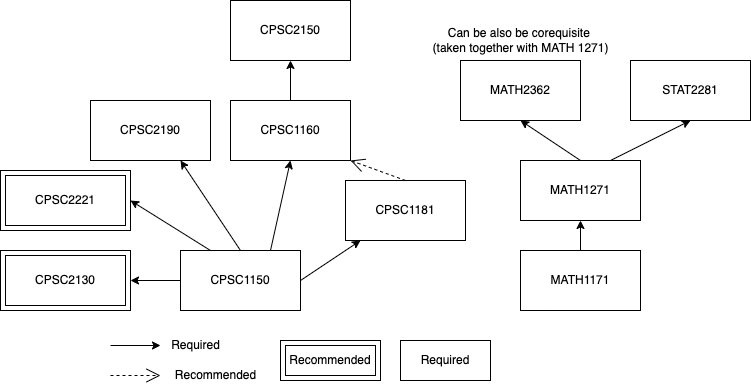 CPSC2150
Can be also be corequisite
(taken together with MATH 1271)
MATH2362
STAT2281
CPSC2190
CPSC1160
CPSC2221
CPSC1181
MATH1271
CPSC2130
CPSC1150
MATH1171
Required
Recommended
Recommended
Required